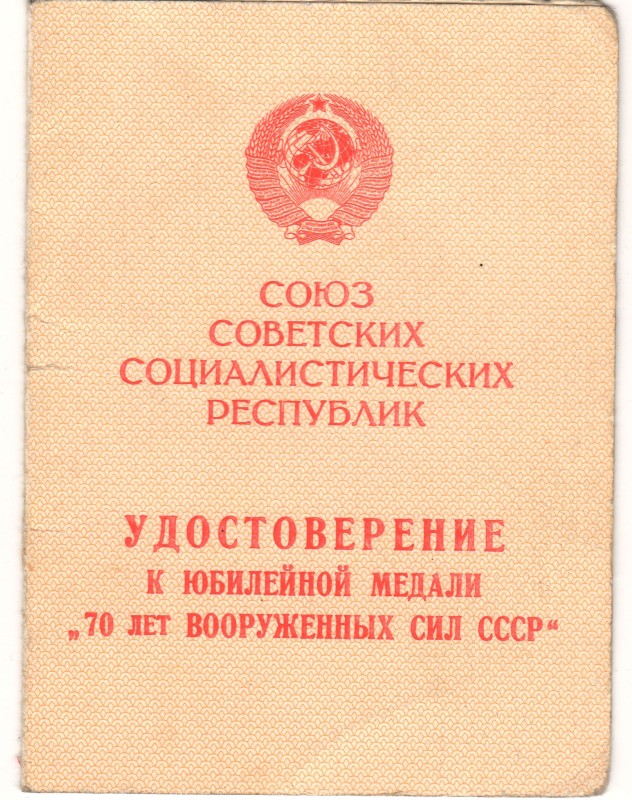 СОЮЗ
СОВЕТСКИХ
СОЦИАЛИСТИЧЕСКИХ
РЕСПУБЛИК
УДОСТОВЕРЕНИЕ
К ЮБИЛЕЙНОЙ МЕДАЛИ
„70 ЛЕТ ВООРУЖЕННЫХ СИЛ СССР“